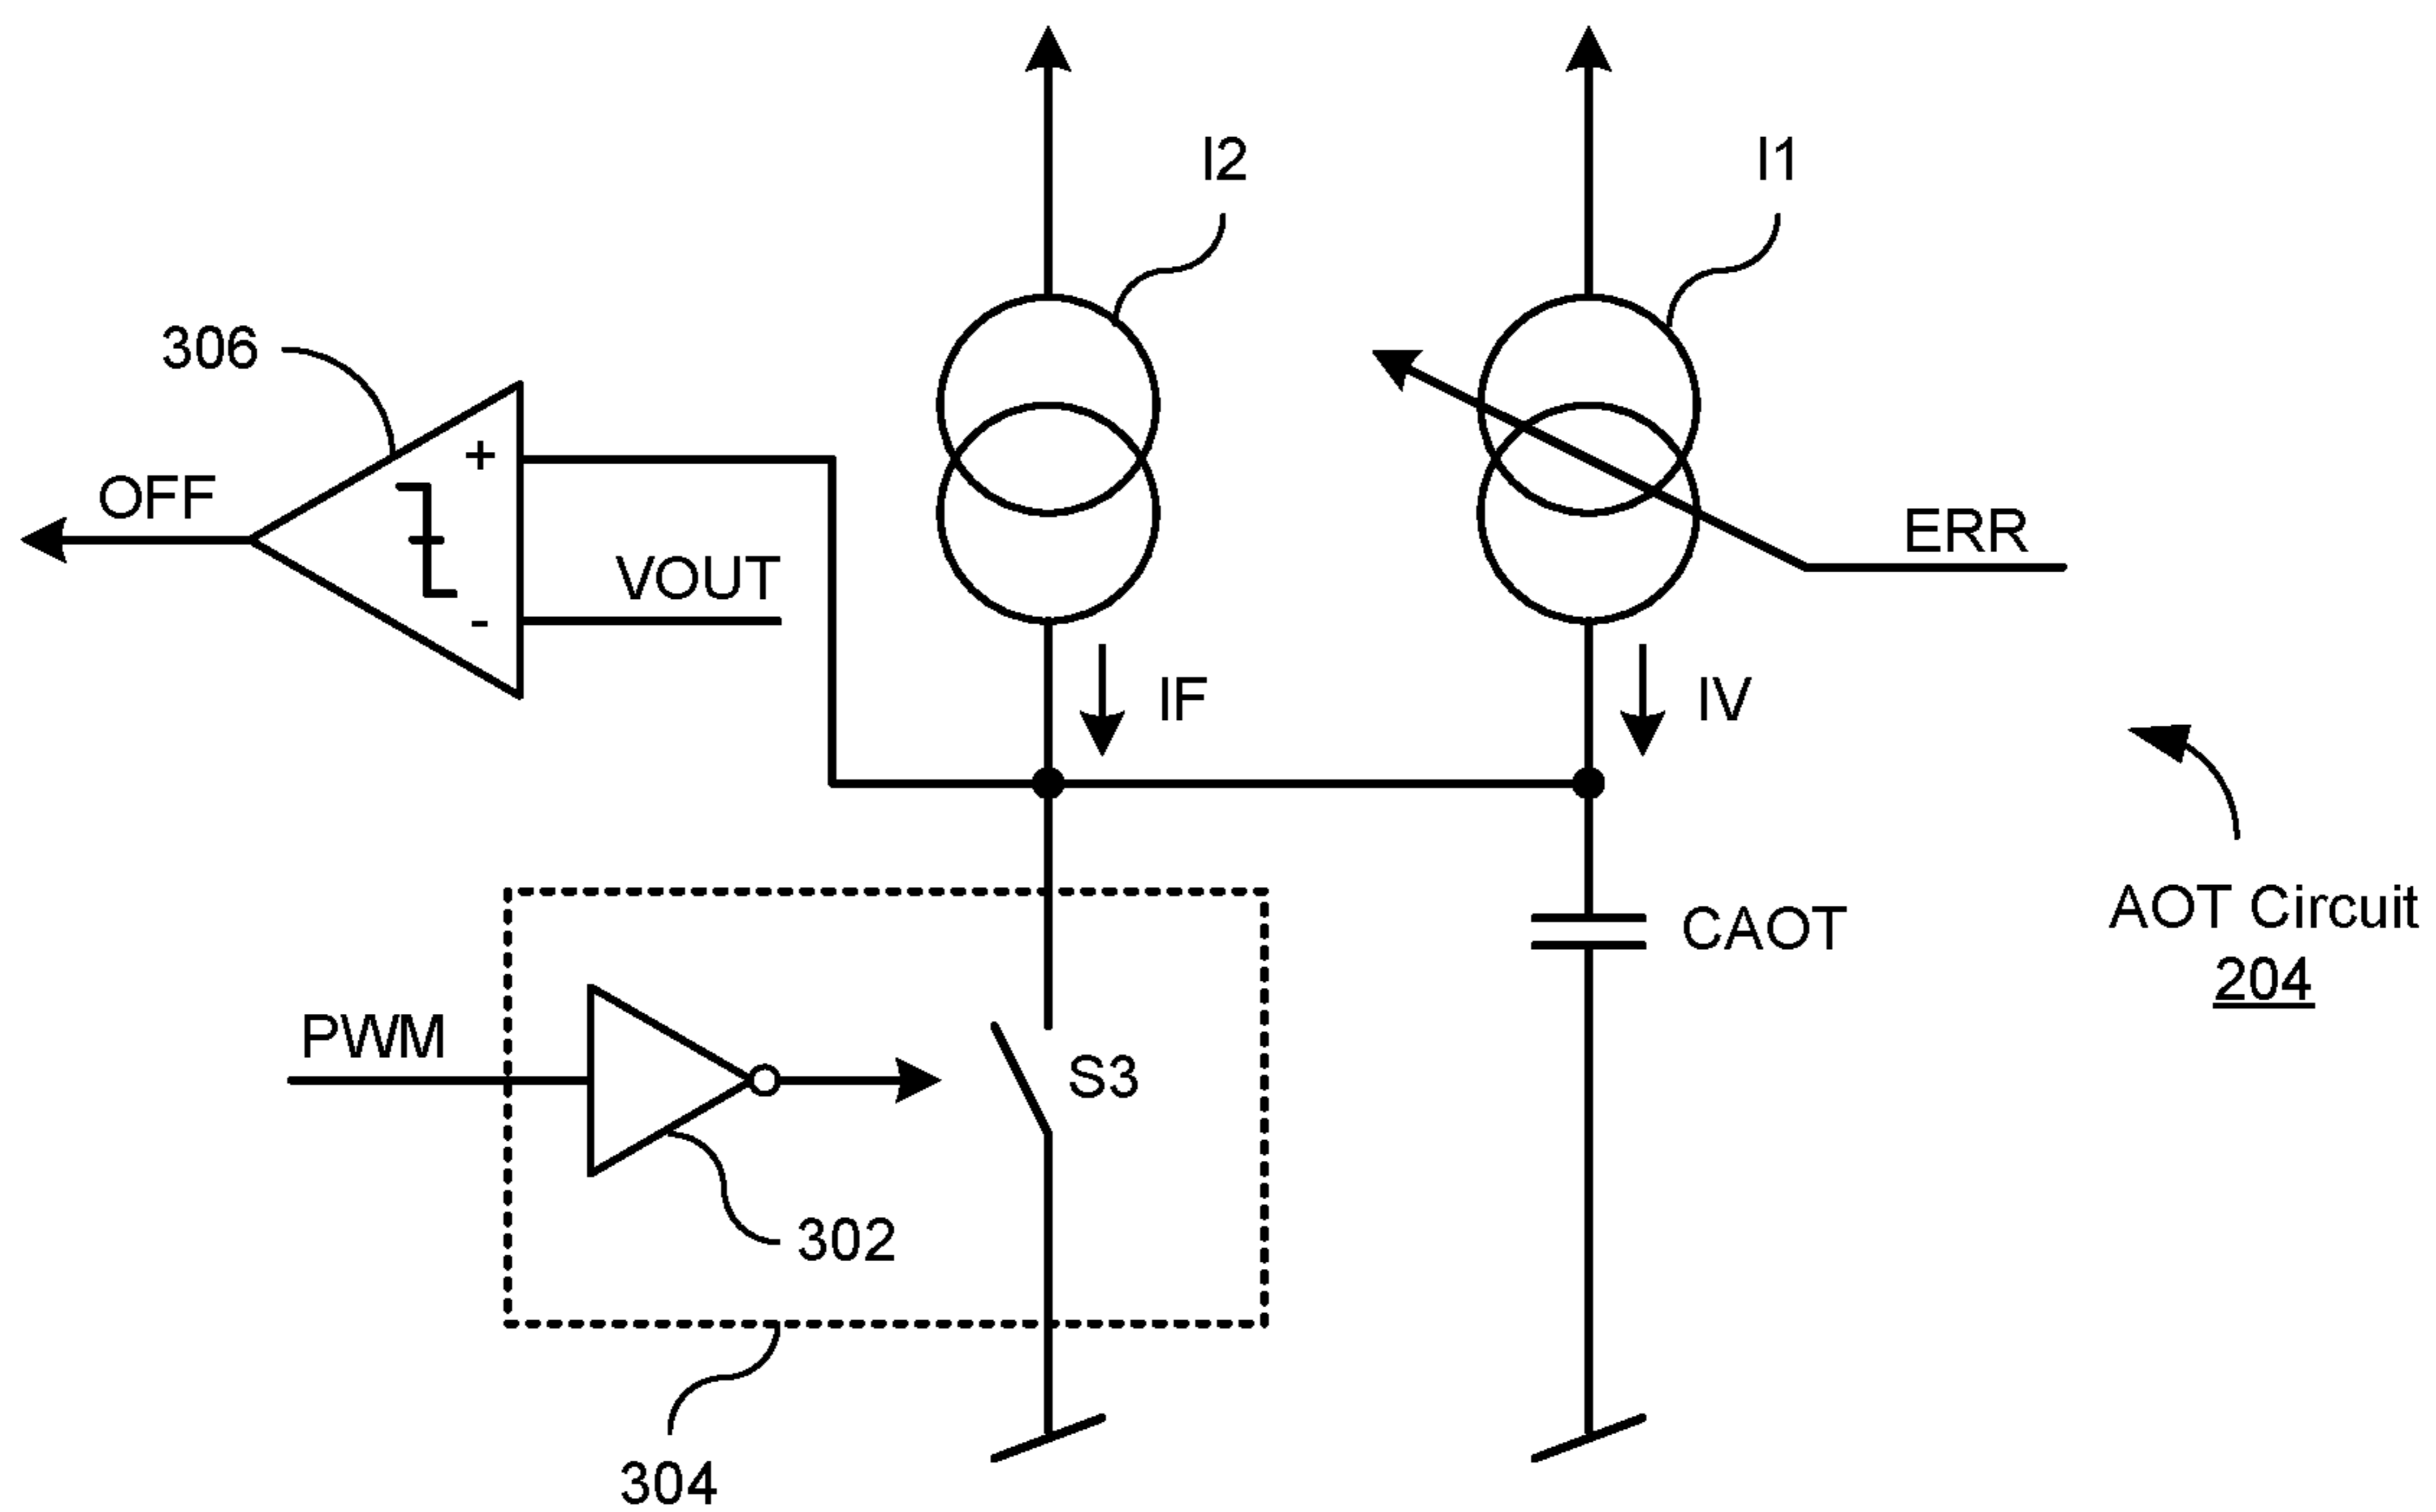 I2
I1
306
+
OFF
ERR
VOUT
-
IF
IV
CAOT
AOT Circuit
204
PWM
S3
302
304